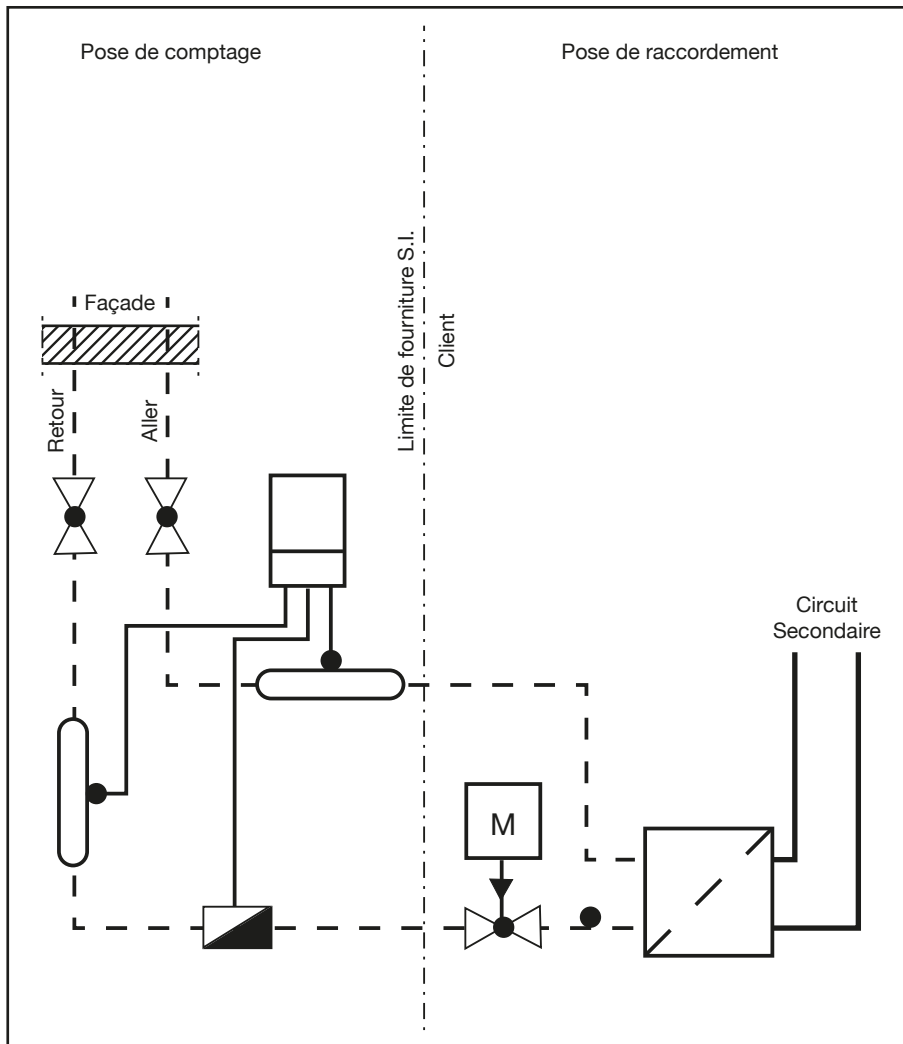 Pose de comptage
Pose de raccordement
Limite de fourniture S.I.
Client
Façade
Retour
Aller
Circuit
Secondaire
M